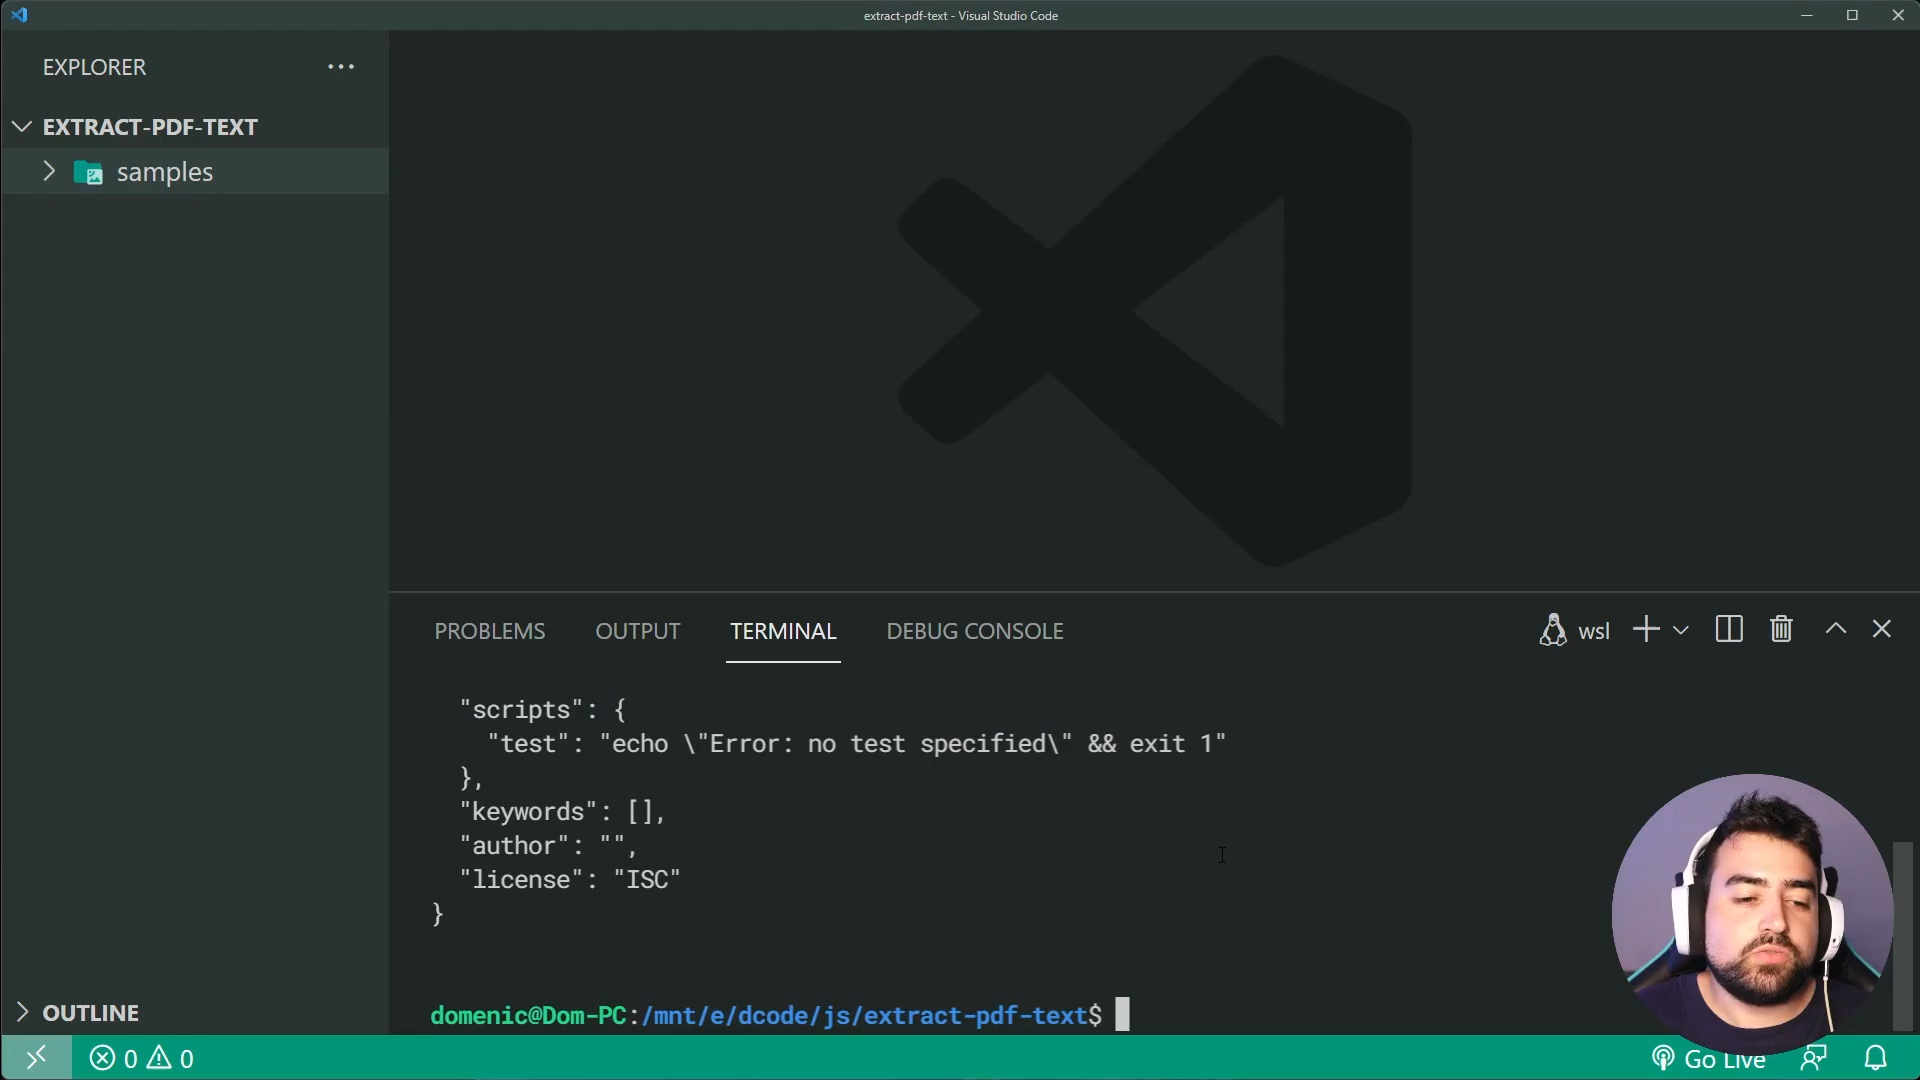 extract-pdf-text - Visual Studio Code
EXPLORER
EXTRACT-PDF-TEXT
samples
PROBLEMS
OUTPUT
TERMINAL
DEBUG CONSOLE
wsl
"scripts": {
"test": "echo \"Error: no test specified\" && exit 1"
},
"keywords": [],
"author": "",
"license": "ISC"
}
domenic@Dom-PC:/mnt/e/dcode/js/extract-pdf-text$
OUTLINE
0
0
Go Live